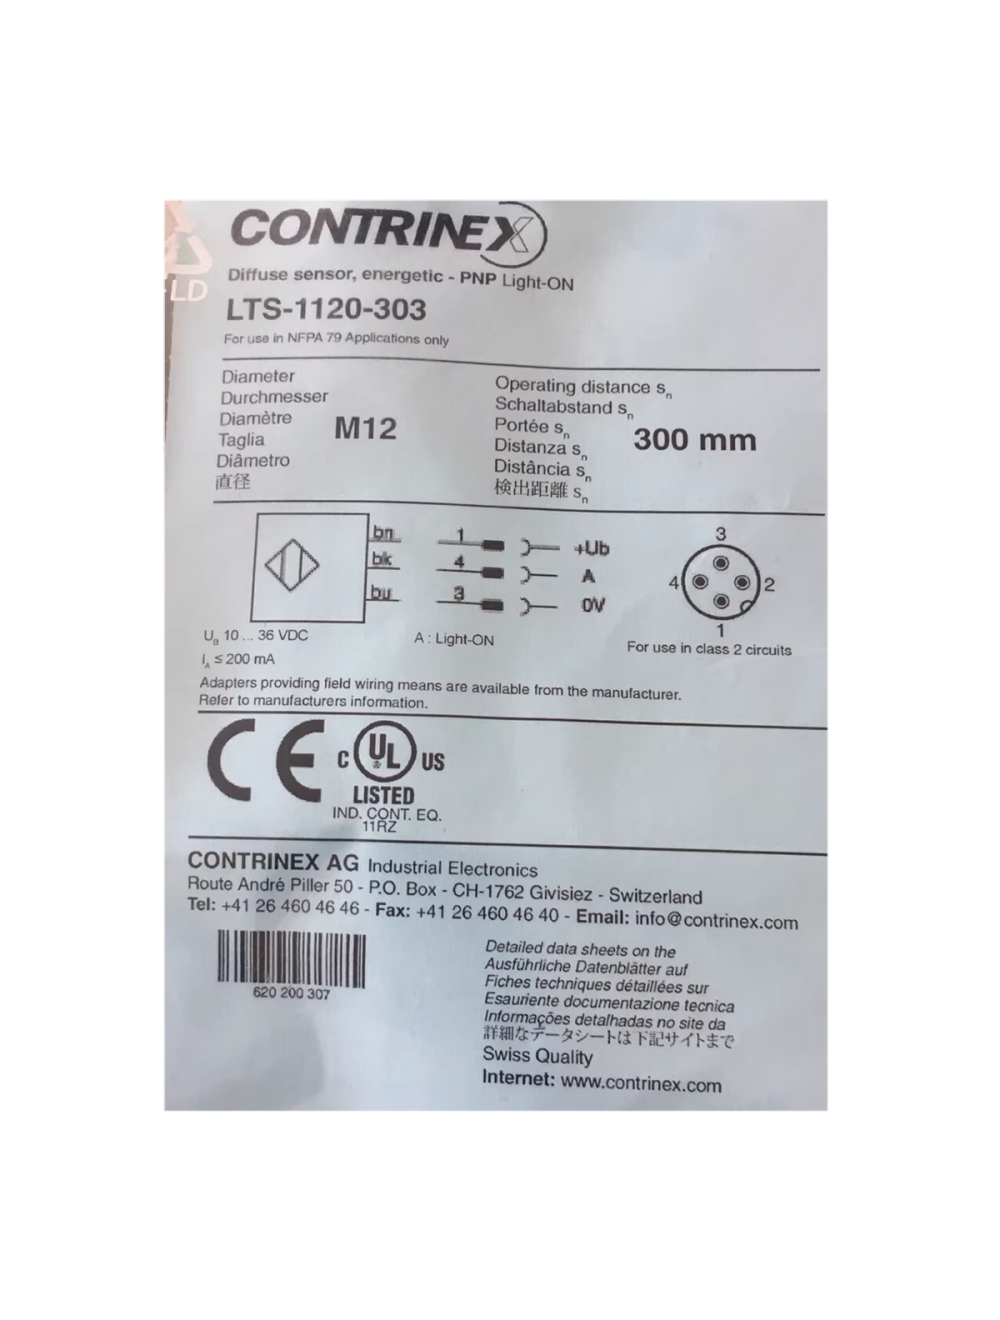 CONTRINEX
Diffuse sensor, energetic - PNP Light-ON
LD
LTS-1120-303
For use in NFPA 79 Applications only
Diameter
Durchmesser
Diamètre
Taglia
Diâmetro
直径
M12
Operating distance sn
Schaltabstand sn
Portée sn
Distanza sn
Distância sn
検出距離 sn
300 mm
bn 1 +Ub
bk 4 A
bu 3 0V
3
4 2
1
UB 10 ... 36 VDC
IA ≤ 200 mA
A : Light-ON
For use in class 2 circuits
Adapters providing field wiring means are available from the manufacturer.
Refer to manufacturers information.
CE
C UL ® US
LISTED
IND. CONT. EQ.
11RZ
CONTRINEX AG Industrial Electronics
Route André Piller 50 - P.O. Box - CH-1762 Givisiez - Switzerland
Tel: +41 26 460 46 46 - Fax: +41 26 460 46 40 - Email: info@contrinex.com
620 200 307
Detailed data sheets on the
Ausführliche Datenblätter auf
Fiches techniques détaillées sur
Esauriente documentazione tecnica
Informações detalhadas no site da
詳細なデータシートは下記サイトまで
Swiss Quality
Internet: www.contrinex.com